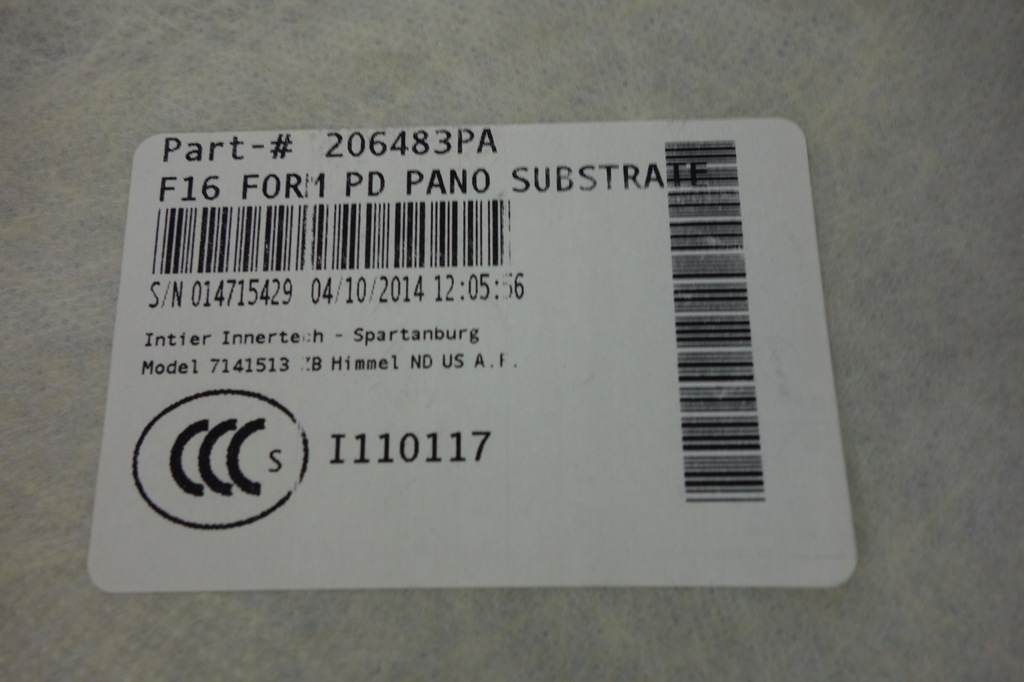 Part-# 206483PA
F16 FORM PD PANO SUBSTRATE
S/N 014715429 04/10/2014 12:05:56
Intier Innertech - Spartanburg
Model 7141513 Himmel ND US
CCC S I110117